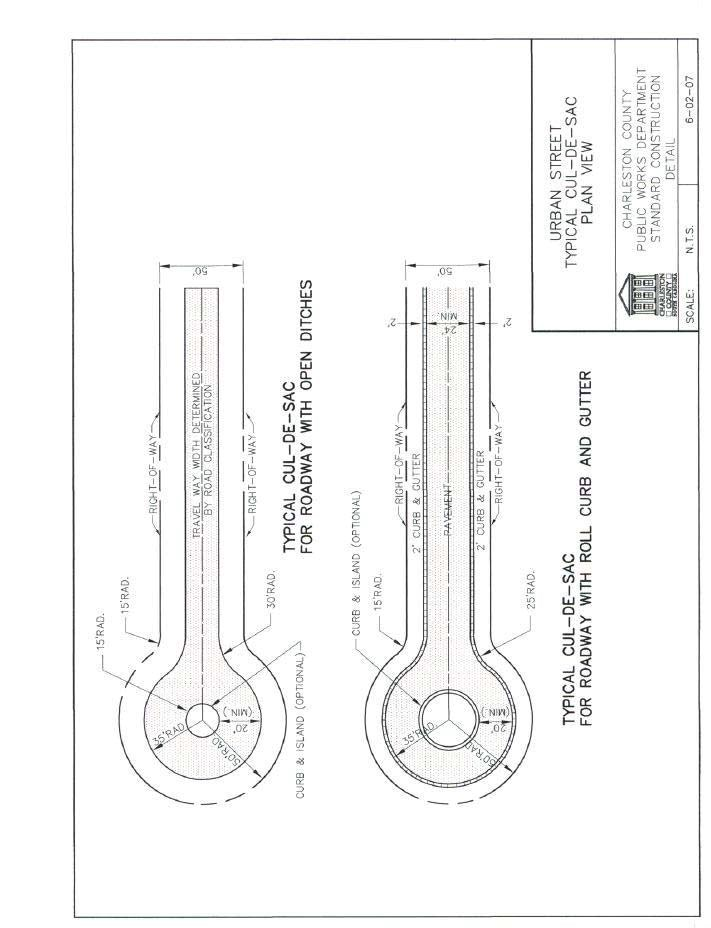 15'RAD.
15'RAD.
RIGHT-OF-WAY
50'
TRAVEL WAY WIDTH DETERMINED
BY ROAD CLASSIFICATION
RIGHT-OF-WAY
30'RAD.
35'RAD.
50'RAD
20'
(MIN.)
CURB & ISLAND (OPTIONAL)
TYPICAL CUL-DE-SAC
FOR ROADWAY WITH OPEN DITCHES
CURB & ISLAND (OPTIONAL)
15'RAD.
RIGHT-OF-WAY
50'
2' CURB & GUTTER
2'
PAVEMENT
24'
MIN.
2' CURB & GUTTER
2'
RIGHT-OF-WAY
25'RAD.
35'RAD.
50'RAD
20'
(MIN.)
TYPICAL CUL-DE-SAC
FOR ROADWAY WITH ROLL CURB AND GUTTER
URBAN STREET
TYPICAL CUL-DE-SAC
PLAN VIEW
CHARLESTON
COUNTY
SOUTH CAROLINA
CHARLESTON COUNTY
PUBLIC WORKS DEPARTMENT
STANDARD CONSTRUCTION
DETAIL
SCALE: N.T.S. 6-02-07